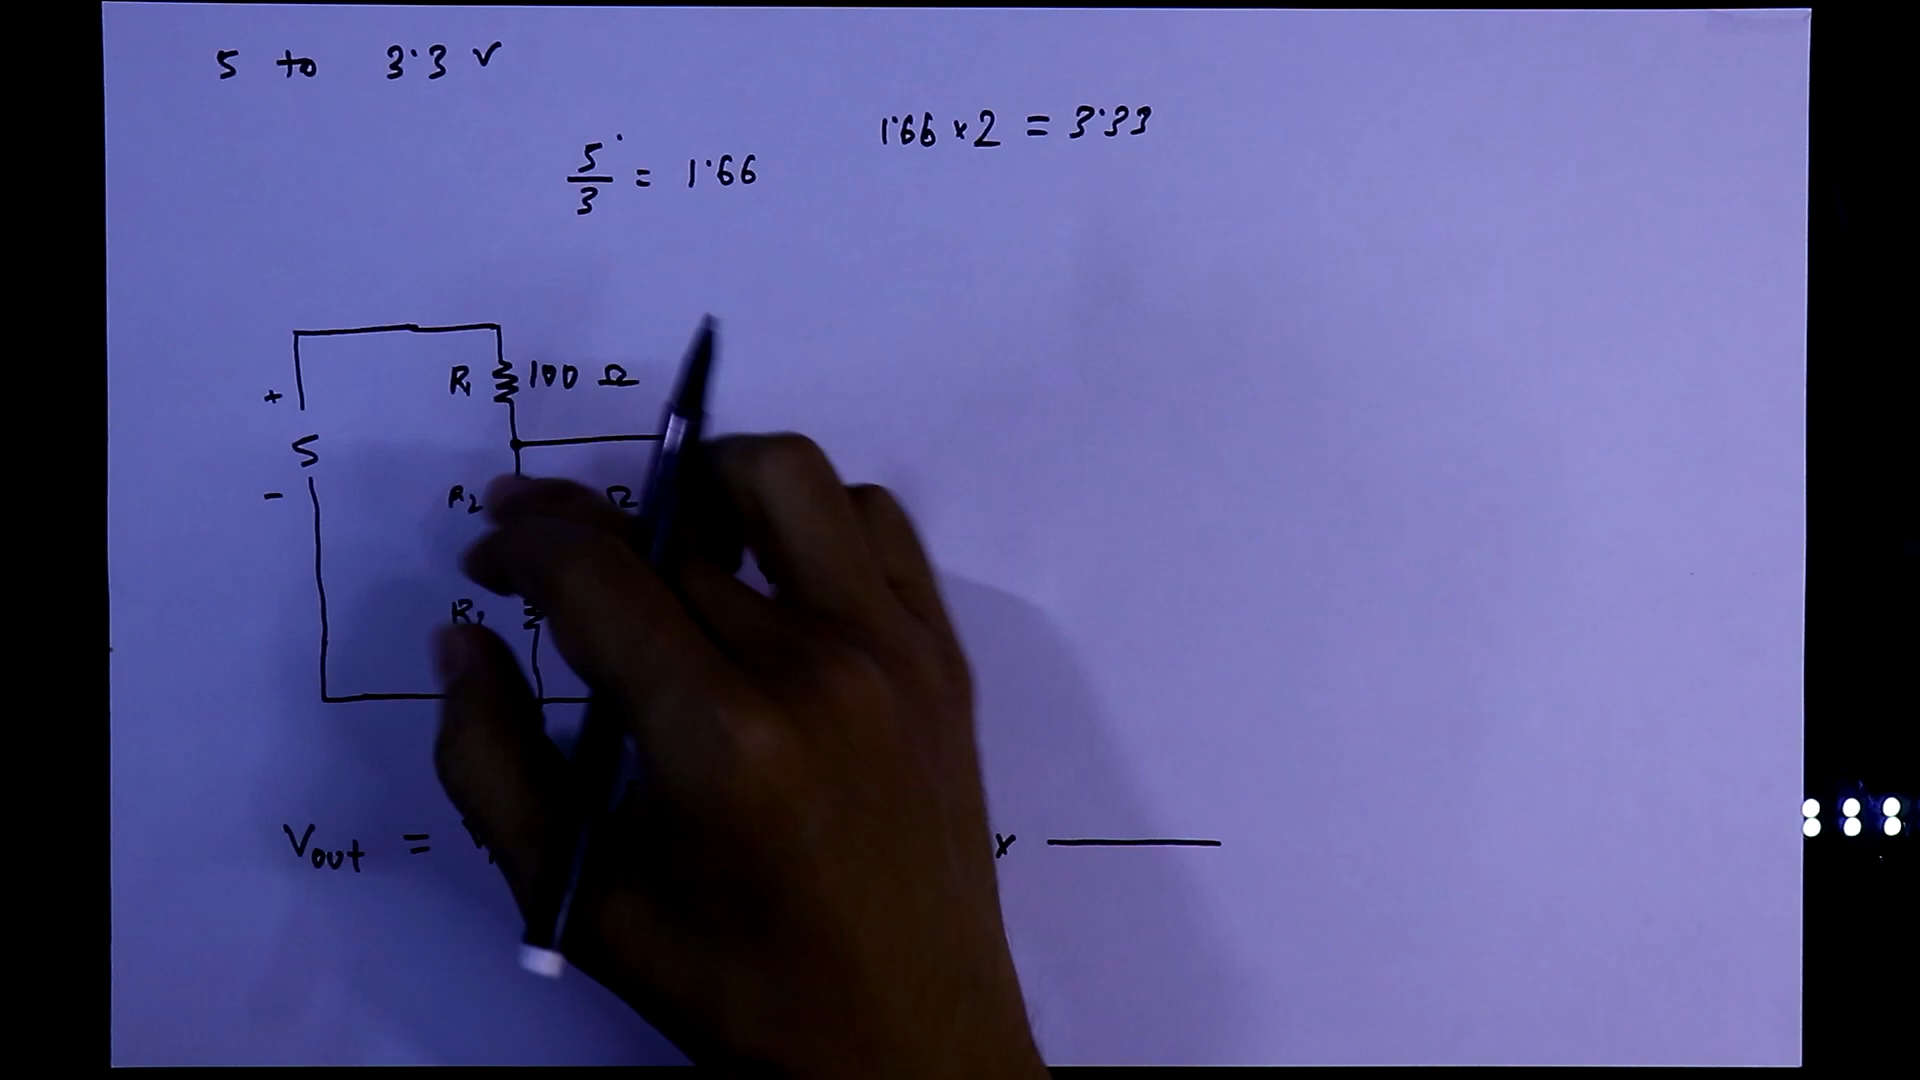 5 to 3.3 V
1.66 × 2 = 3.33
5/3 = 1.66
R1 100 Ω
+
5
-
R2 Ω
Vout = ×